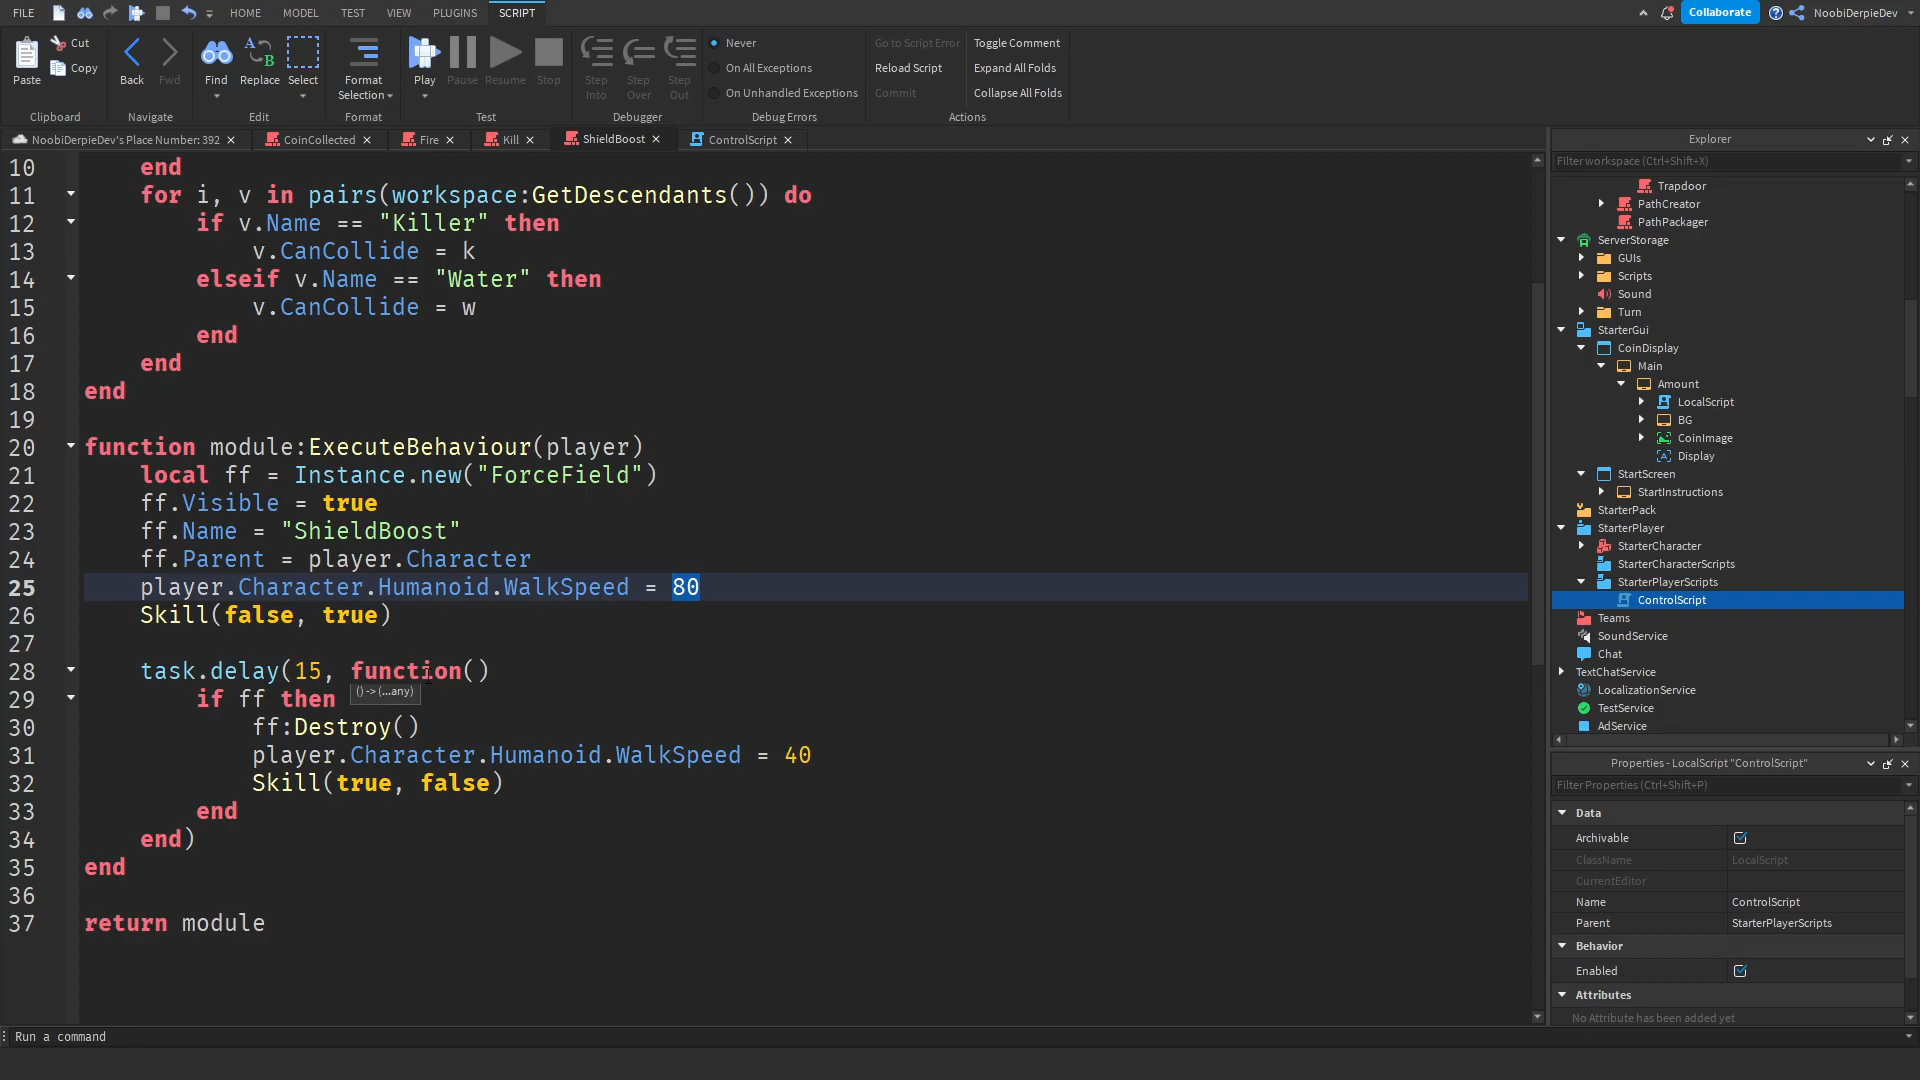 FILE HOME MODEL TEST VIEW PLUGINS SCRIPT Collaborate NoobiDerpieDev
Paste Cut Copy Back Fwd Find Replace Select Format Selection Play Pause Resume Stop Step Into Step Over Step Out
Never
On All Exceptions
On Unhandled Exceptions
Go to Script Error
Reload Script
Commit
Toggle Comment
Expand All Folds
Collapse All Folds
Clipboard Navigate Edit Format Test Debugger Debug Errors Actions
NoobiDerpieDev's Place Number: 392 CoinCollected Fire Kill ShieldBoost ControlScript
10 end
11 for i, v in pairs(workspace:GetDescendants()) do
12 if v.Name == "Killer" then
13 v.CanCollide = k
14 elseif v.Name == "Water" then
15 v.CanCollide = w
16 end
17 end
18 end
19
20 function module:ExecuteBehaviour(player)
21 local ff = Instance.new("ForceField")
22 ff.Visible = true
23 ff.Name = "ShieldBoost"
24 ff.Parent = player.Character
25 player.Character.Humanoid.WalkSpeed = 80
26 Skill(false, true)
27
28 task.delay(15, function()
29 if ff then
() -> (...any)
30 ff:Destroy()
31 player.Character.Humanoid.WalkSpeed = 40
32 Skill(true, false)
33 end
34 end)
35 end
36
37 return module
Explorer
Filter workspace (Ctrl+Shift+X)
Trapdoor
PathCreator
PathPackager
ServerStorage
GUIs
Scripts
Sound
Turn
StarterGui
CoinDisplay
Main
Amount
LocalScript
BG
CoinImage
Display
StartScreen
StartInstructions
StarterPack
StarterPlayer
StarterCharacter
StarterCharacterScripts
StarterPlayerScripts
ControlScript
Teams
SoundService
Chat
TextChatService
LocalizationService
TestService
AdService
Properties - LocalScript "ControlScript"
Filter Properties (Ctrl+Shift+P)
Data
Archivable
ClassName LocalScript
CurrentEditor
Name ControlScript
Parent StarterPlayerScripts
Behavior
Enabled
Attributes
No Attribute has been added yet
Run a command